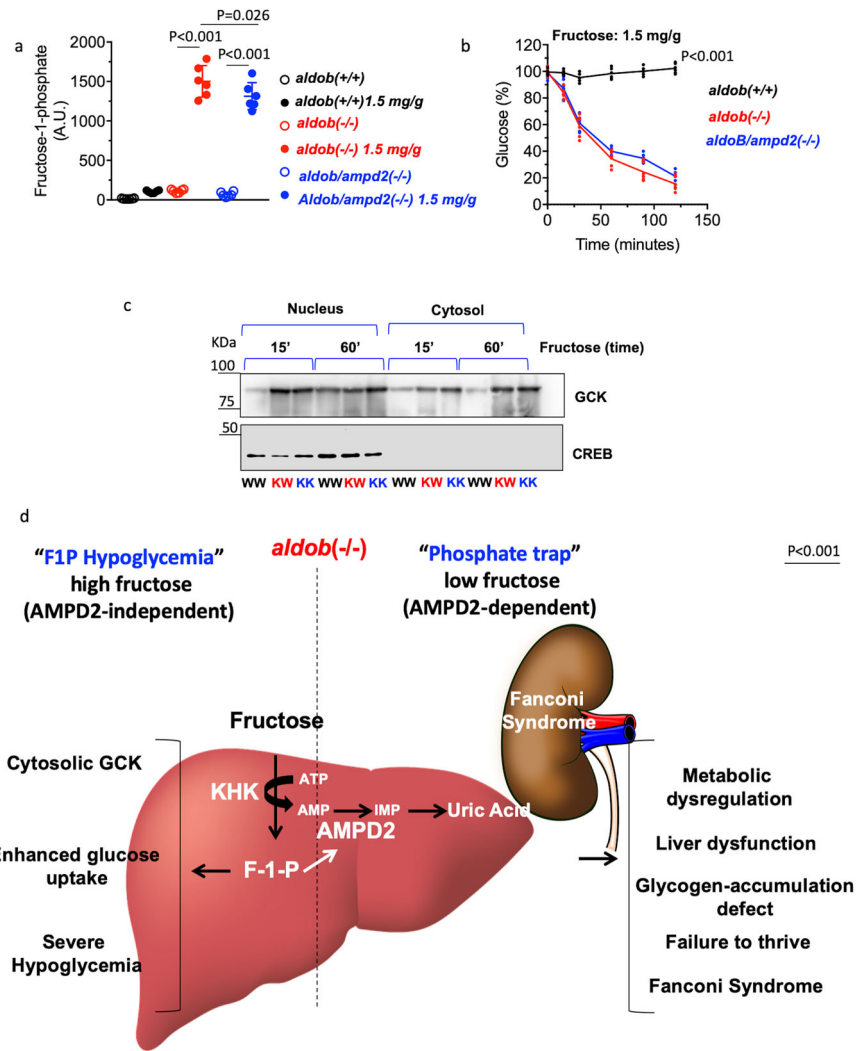 a
P=0.026
P<0.001
P<0.001
2000
1500
1000
500
0
Fructose-1-phosphate
(A.U.)
aldob(+/+)
aldob(+/+)1.5 mg/g
aldob(-/-)
aldob(-/-) 1.5 mg/g
aldob/ampd2(-/-)
Aldob/ampd2(-/-) 1.5 mg/g
b
Fructose: 1.5 mg/g
P<0.001
120
100
80
60
40
20
0
Glucose (%)
0
50
100
150
Time (minutes)
aldob(+/+)
aldob(-/-)
aldoB/ampd2(-/-)
c
Nucleus
Cytosol
KDa
15'
60'
15'
60'
Fructose (time)
100
75
GCK
50
CREB
WW KW KK WW KW KK WW KW KK WW KW KK
d
“F1P Hypoglycemia”
high fructose
(AMPD2-independent)
aldob(-/-)
“Phosphate trap”
low fructose
(AMPD2-dependent)
P<0.001
Fanconi
Syndrome
Fructose
Cytosolic GCK
KHK
ATP
AMP
IMP
Uric Acid
AMPD2
F-1-P
Enhanced glucose
uptake
Severe
Hypoglycemia
Metabolic
dysregulation
Liver dysfunction
Glycogen-accumulation
defect
Failure to thrive
Fanconi Syndrome